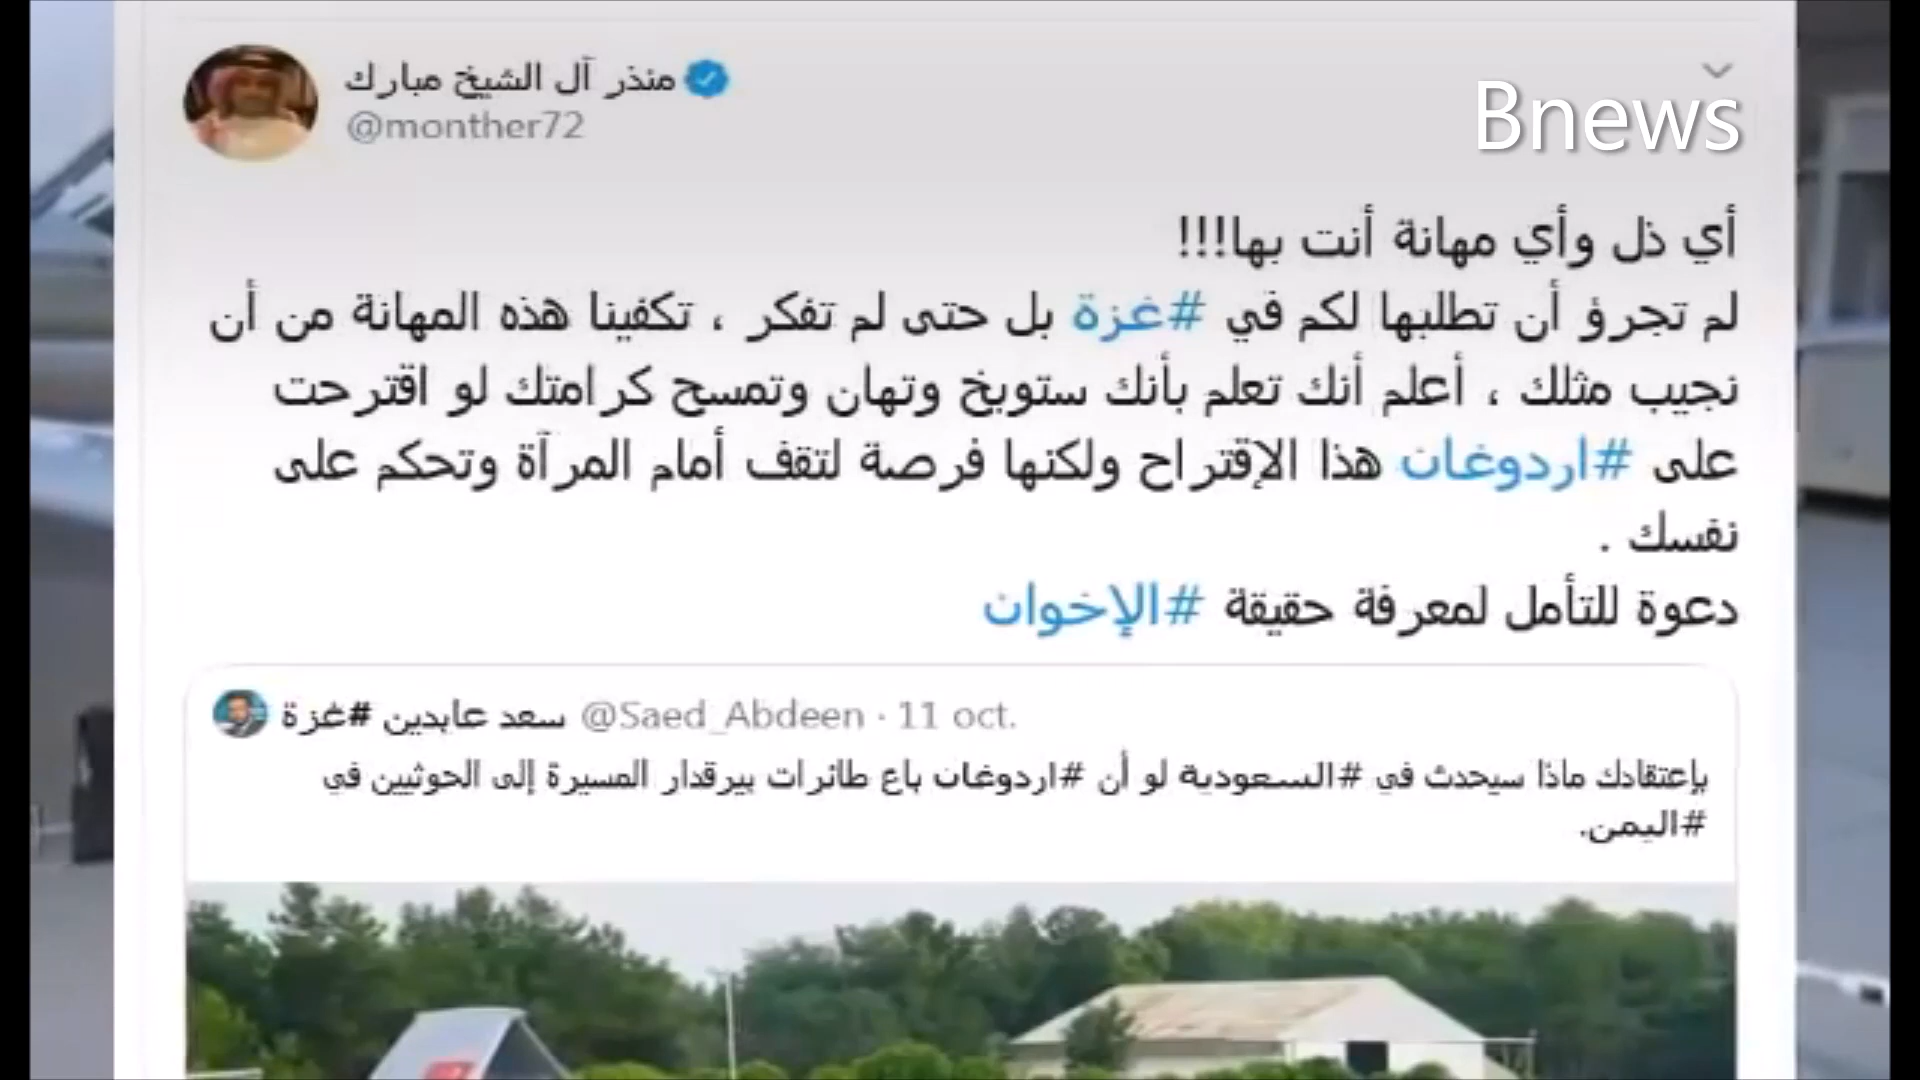 منذر آل الشيخ مبارك
@monther72
Bnews
أي ذل وأي مهانة أنت بها!!!
لم تجرؤ أن تطلبها لكم في #غزة بل حتى لم تفكر ، تكفينا هذه المهانة من أن
نجيب مثلك ، أعلم أنك تعلم بأنك ستوبخ وتهان وتمسح كرامتك لو اقترحت
على #اردوغان هذا الإقتراح ولكنها فرصة لتقف أمام المرآة وتحكم على
نفسك .
دعوة للتأمل لمعرفة حقيقة #الإخوان
سعد عابدين #غزة @Saed_Abdeen · 11 oct.
بإعتقادك ماذا سيحدث في #السعودية لو أن #اردوغان باع طائرات بيرقدار المسيرة إلى الحوثيين في
#اليمن.